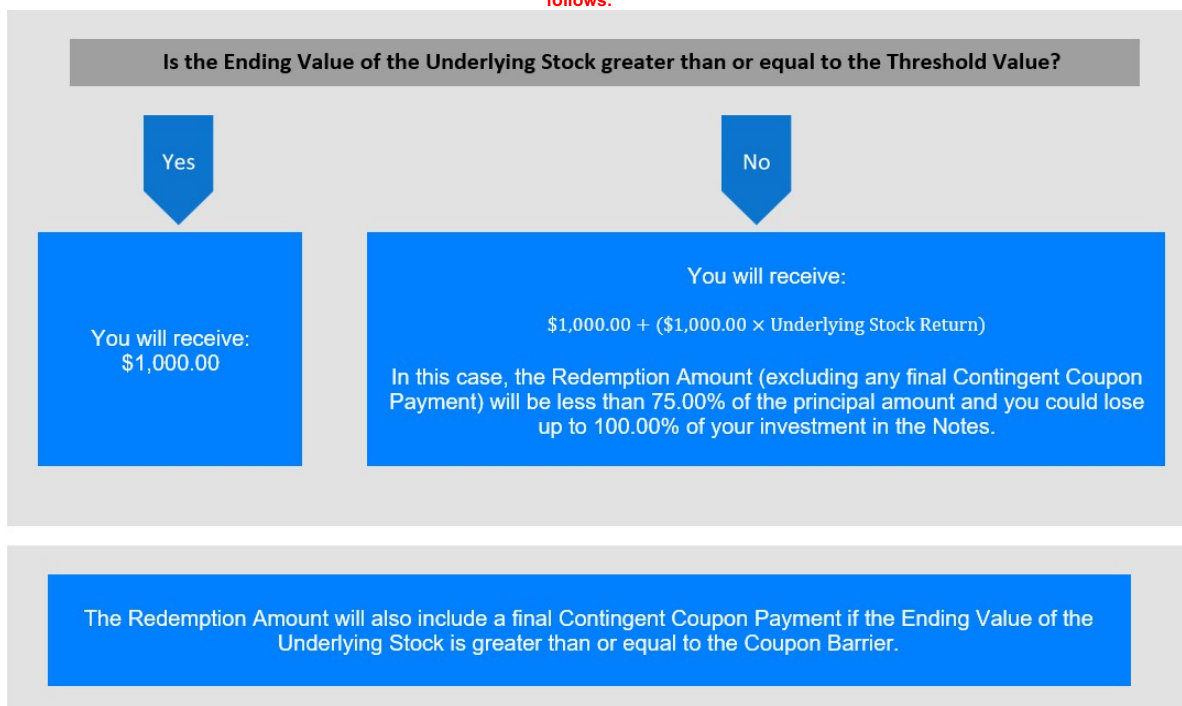 follows:
Is the Ending Value of the Underlying Stock greater than or equal to the Threshold Value?
Yes
No
You will receive:
$1,000.00
You will receive:
$1,000.00 + ($1,000.00 × Underlying Stock Return)
In this case, the Redemption Amount (excluding any final Contingent Coupon
Payment) will be less than 75.00% of the principal amount and you could lose
up to 100.00% of your investment in the Notes.
The Redemption Amount will also include a final Contingent Coupon Payment if the Ending Value of the
Underlying Stock is greater than or equal to the Coupon Barrier.